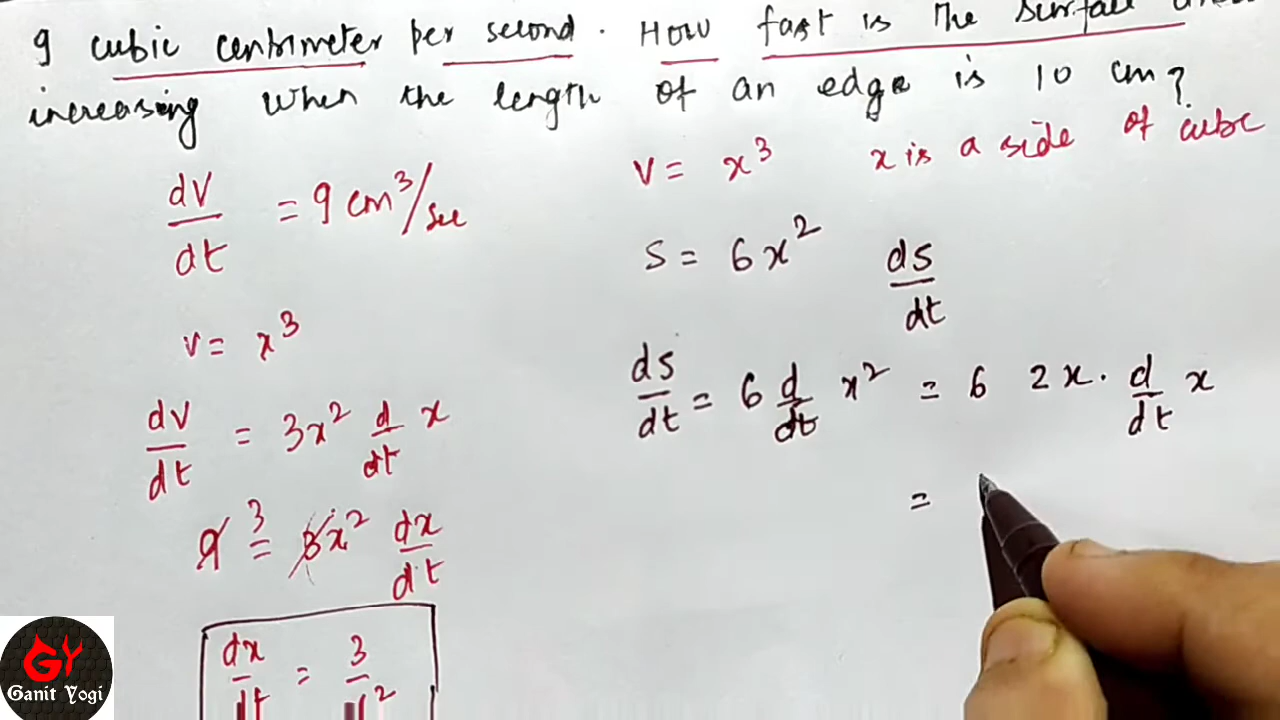 9 cubic centimeter per second. How fast is the surface
increasing when the length of an edge is 10 cm?
dV/dt = 9 cm³/sec
V = x³
dV/dt = 3x² d/dt x
9 3 = 3x² dx/dt
dx/dt = 3/x²
V = x³ x is a side of cube
S = 6x² ds/dt
ds/dt = 6 d/dt x² = 6 2x · d/dt x
=
GY
Ganit Yogi